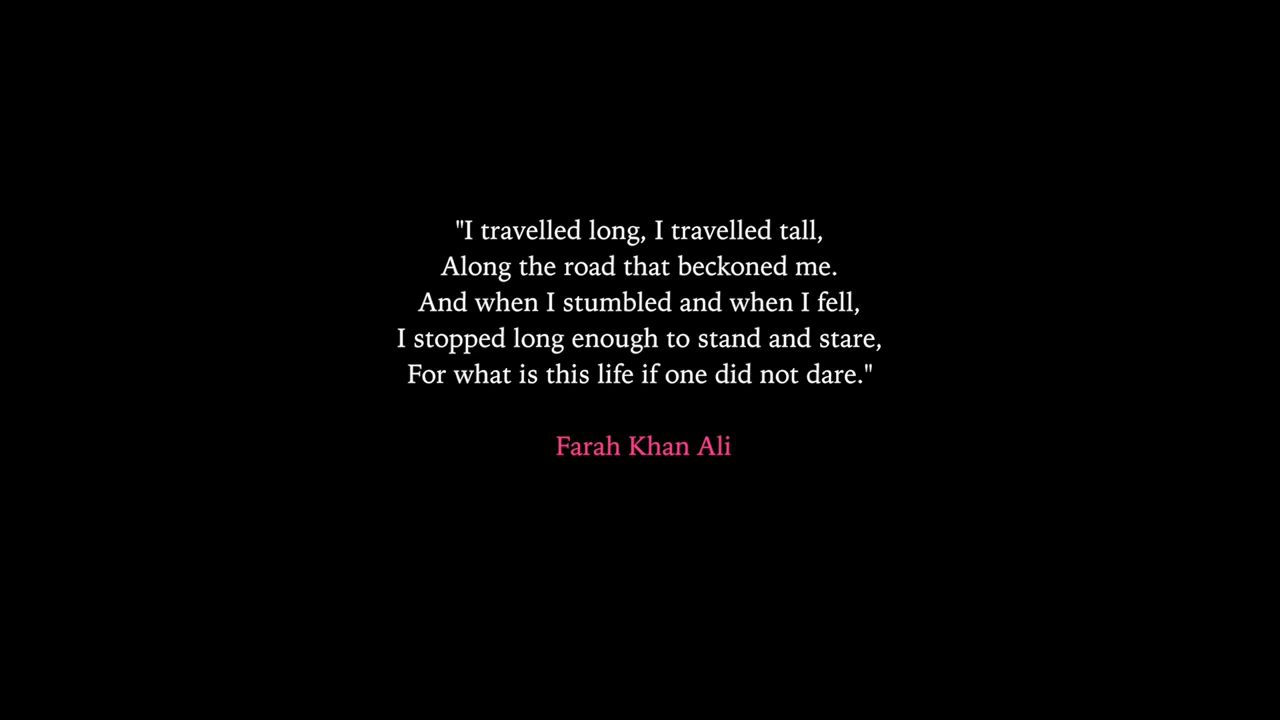 "I travelled long, I travelled tall,
Along the road that beckoned me.
And when I stumbled and when I fell,
I stopped long enough to stand and stare,
For what is this life if one did not dare."
Farah Khan Ali